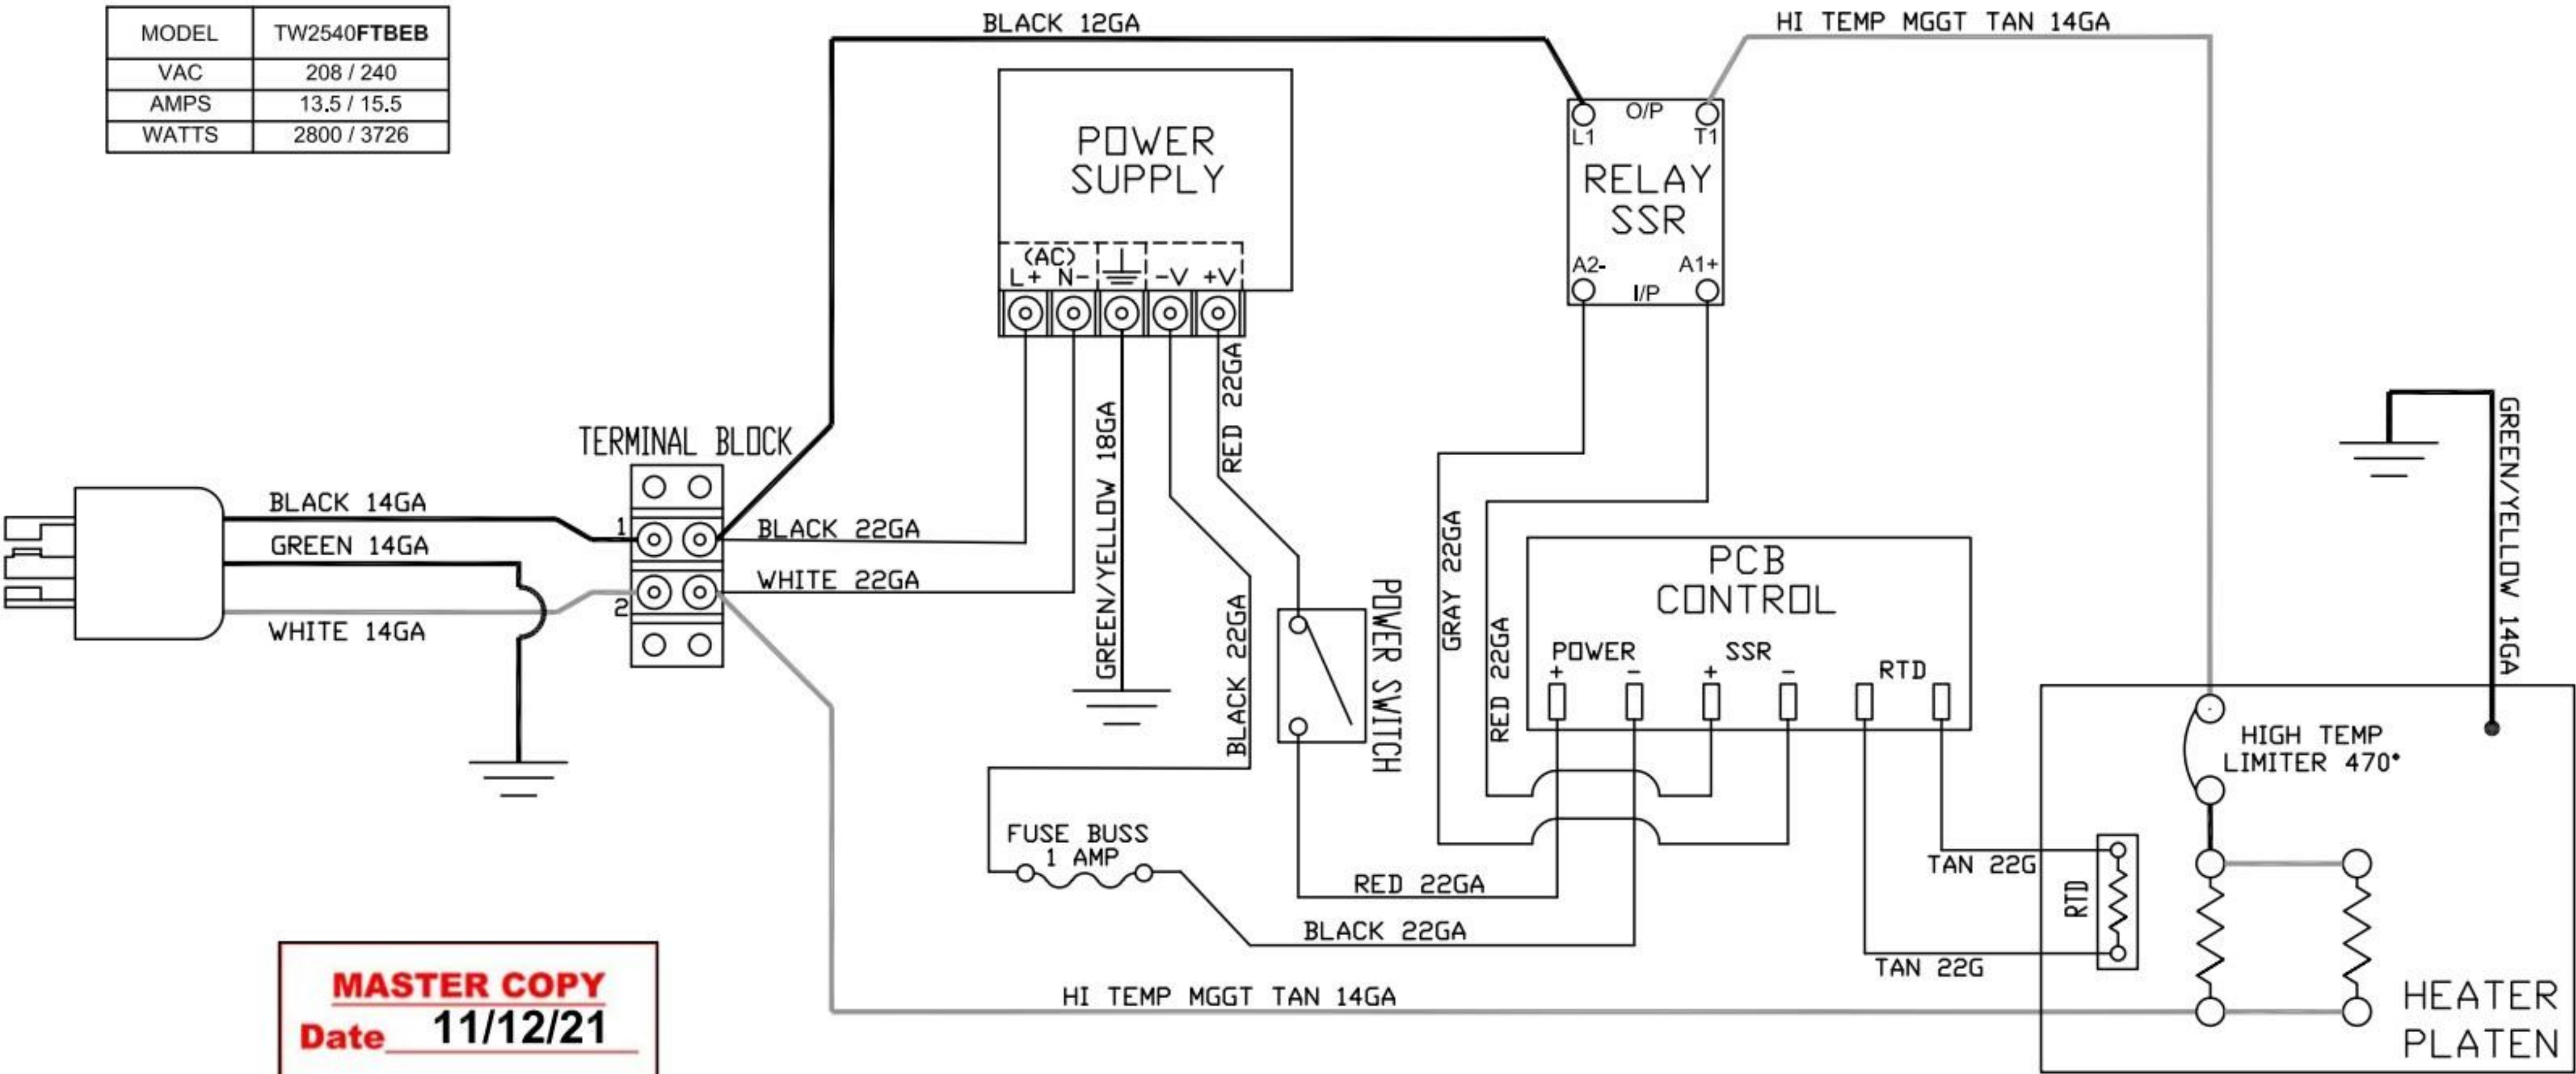 MODEL TW2540FTBEB
VAC 208 / 240
AMPS 13.5 / 15.5
WATTS 2800 / 3726
BLACK 12GA
HI TEMP MGGT TAN 14GA
POWER
SUPPLY
(AC)
L+ N- -V +V
O/P
L1 T1
RELAY
SSR
A2- A1+
I/P
RED 22GA
GREEN/YELLOW 18GA
BLACK 22GA
TERMINAL BLOCK
1
2
BLACK 14GA
GREEN 14GA
WHITE 14GA
BLACK 22GA
WHITE 22GA
POWER SWITCH
GRAY 22GA
RED 22GA
PCB
CONTROL
POWER SSR RTD
+ - + -
GREEN/YELLOW 14GA
HIGH TEMP
LIMITER 470°
FUSE BUSS
1 AMP
RED 22GA
BLACK 22GA
TAN 22G
TAN 22G
RTD
HI TEMP MGGT TAN 14GA
HEATER
PLATEN
MASTER COPY
Date 11/12/21